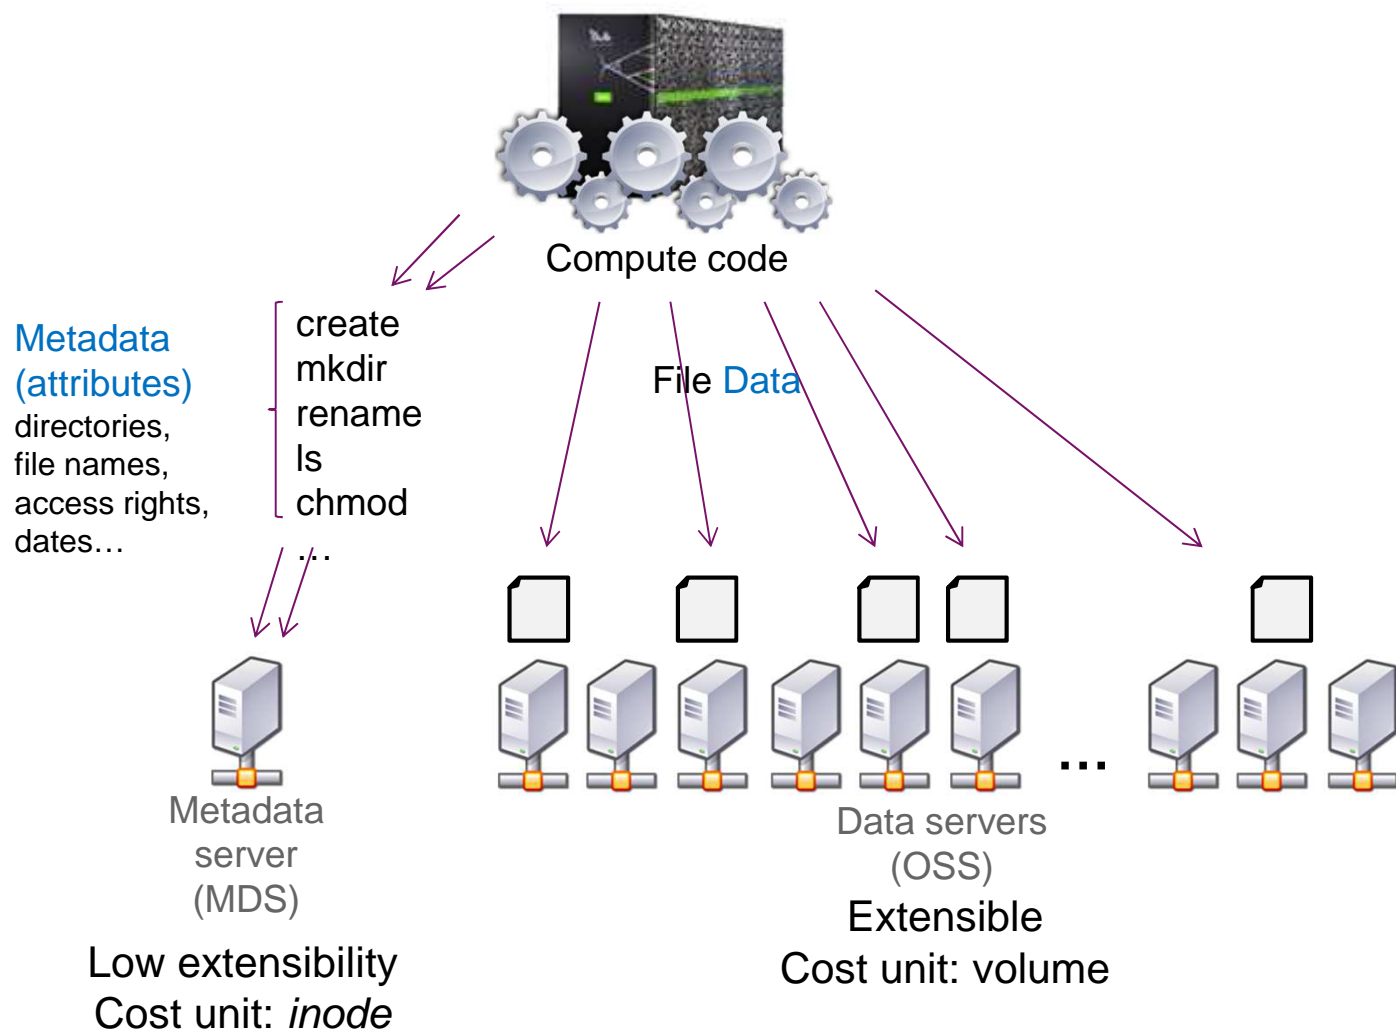 Compute code
Metadata
(attributes)
directories,
file names,
access rights,
dates…
create
mkdir
rename
ls
chmod
…
File Data
...
Metadata
server
(MDS)
Low extensibility
Cost unit: inode
Data servers
(OSS)
Extensible
Cost unit: volume